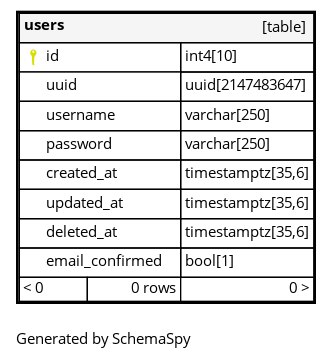 users [table]
id int4[10]
uuid uuid[2147483647]
username varchar[250]
password varchar[250]
created_at timestamptz[35,6]
updated_at timestamptz[35,6]
deleted_at timestamptz[35,6]
email_confirmed bool[1]
< 0 0 rows 0 >
Generated by SchemaSpy